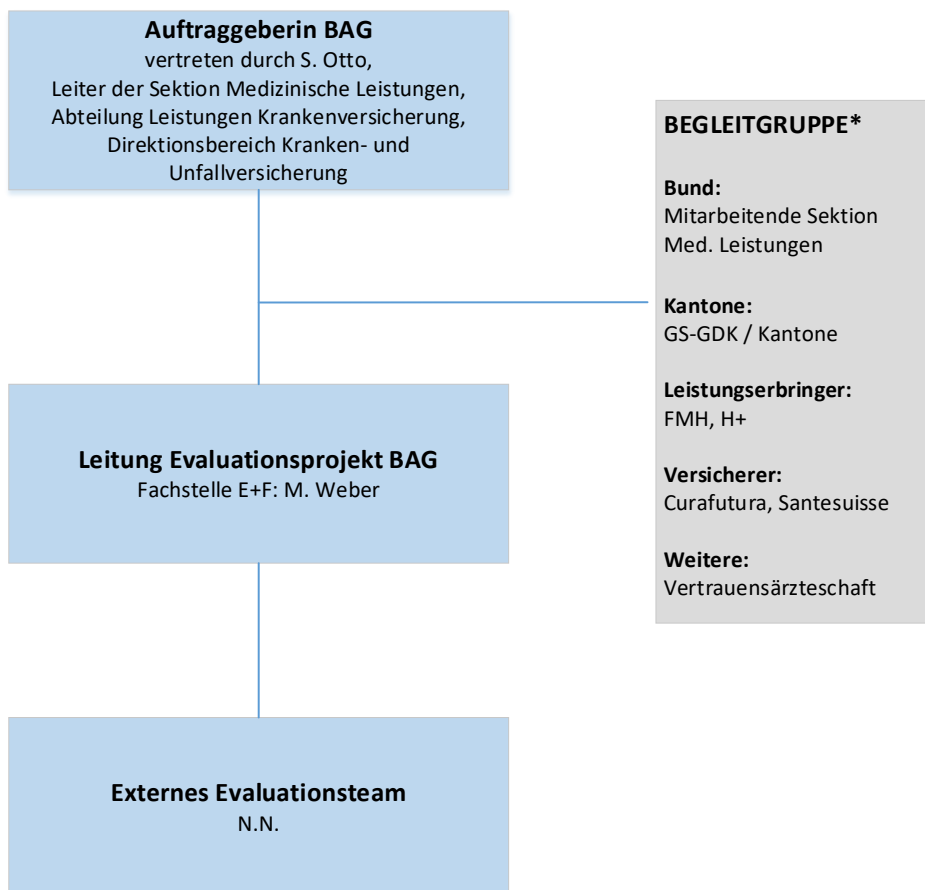 Auftraggeberin BAG
vertreten durch S. Otto,
Leiter der Sektion Medizinische Leistungen,
Abteilung Leistungen Krankenversicherung,
Direktionsbereich Kranken- und
Unfallversicherung
BEGLEITGRUPPE*
Bund:
Mitarbeitende Sektion
Med. Leistungen
Kantone:
GS-GDK / Kantone
Leistungserbringer:
FMH, H+
Versicherer:
Curafutura, Santesuisse
Weitere:
Vertrauensärzteschaft
Leitung Evaluationsprojekt BAG
Fachstelle E+F: M. Weber
Externes Evaluationsteam
N.N.